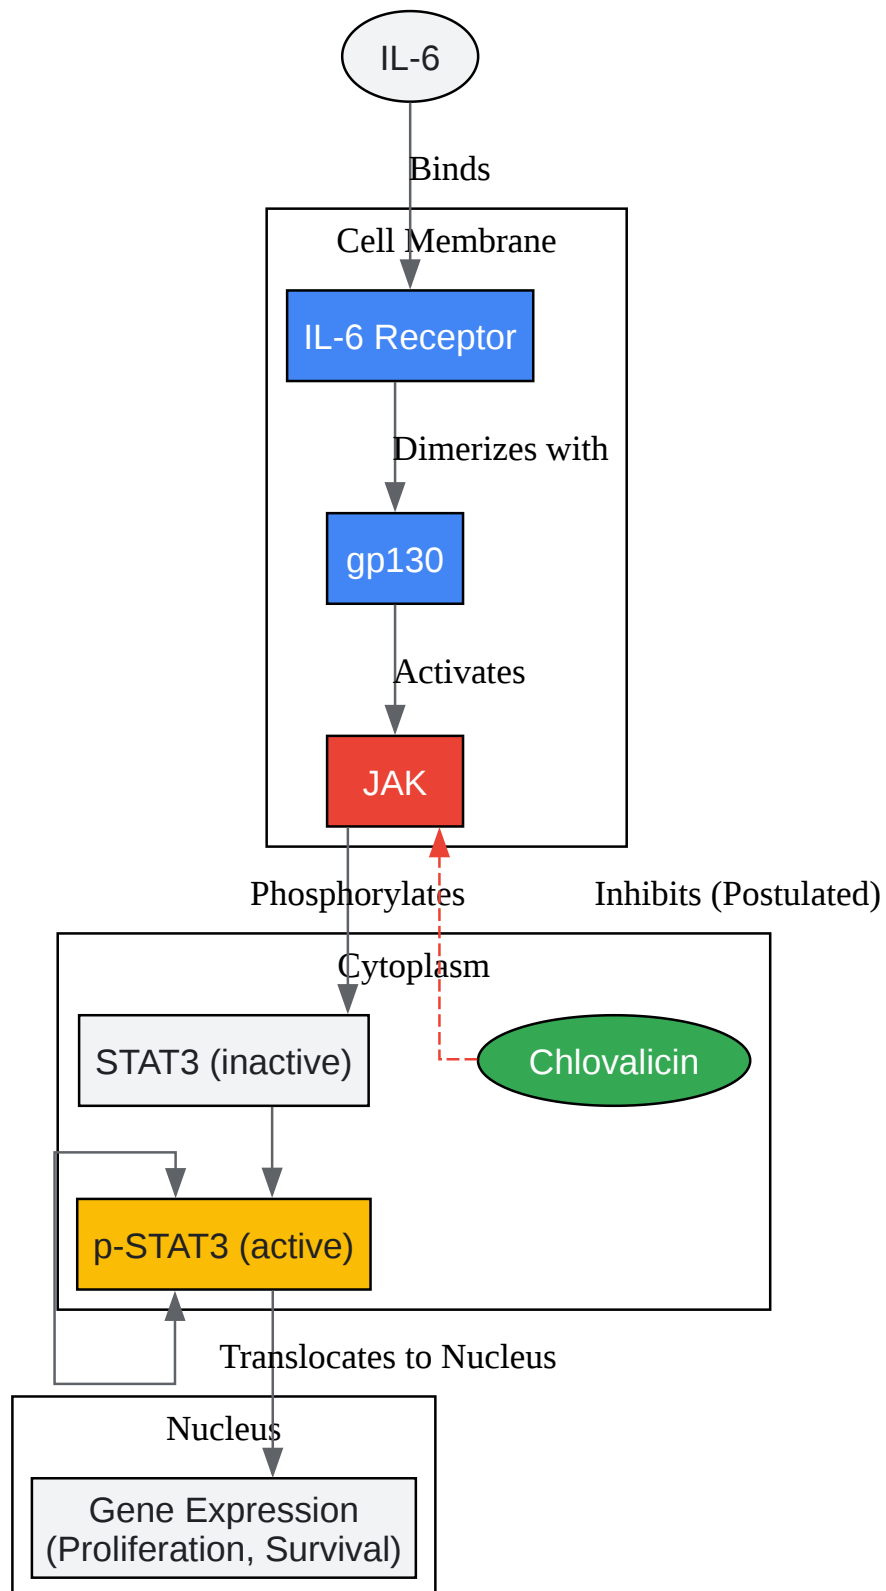 IL-6
Binds
Cell Membrane
IL-6 Receptor
Dimerizes with
gp130
Activates
JAK
Phosphorylates
Inhibits (Postulated)
Cytoplasm
STAT3 (inactive)
Chlovalicin
p-STAT3 (active)
Translocates to Nucleus
Nucleus
Gene Expression
(Proliferation, Survival)